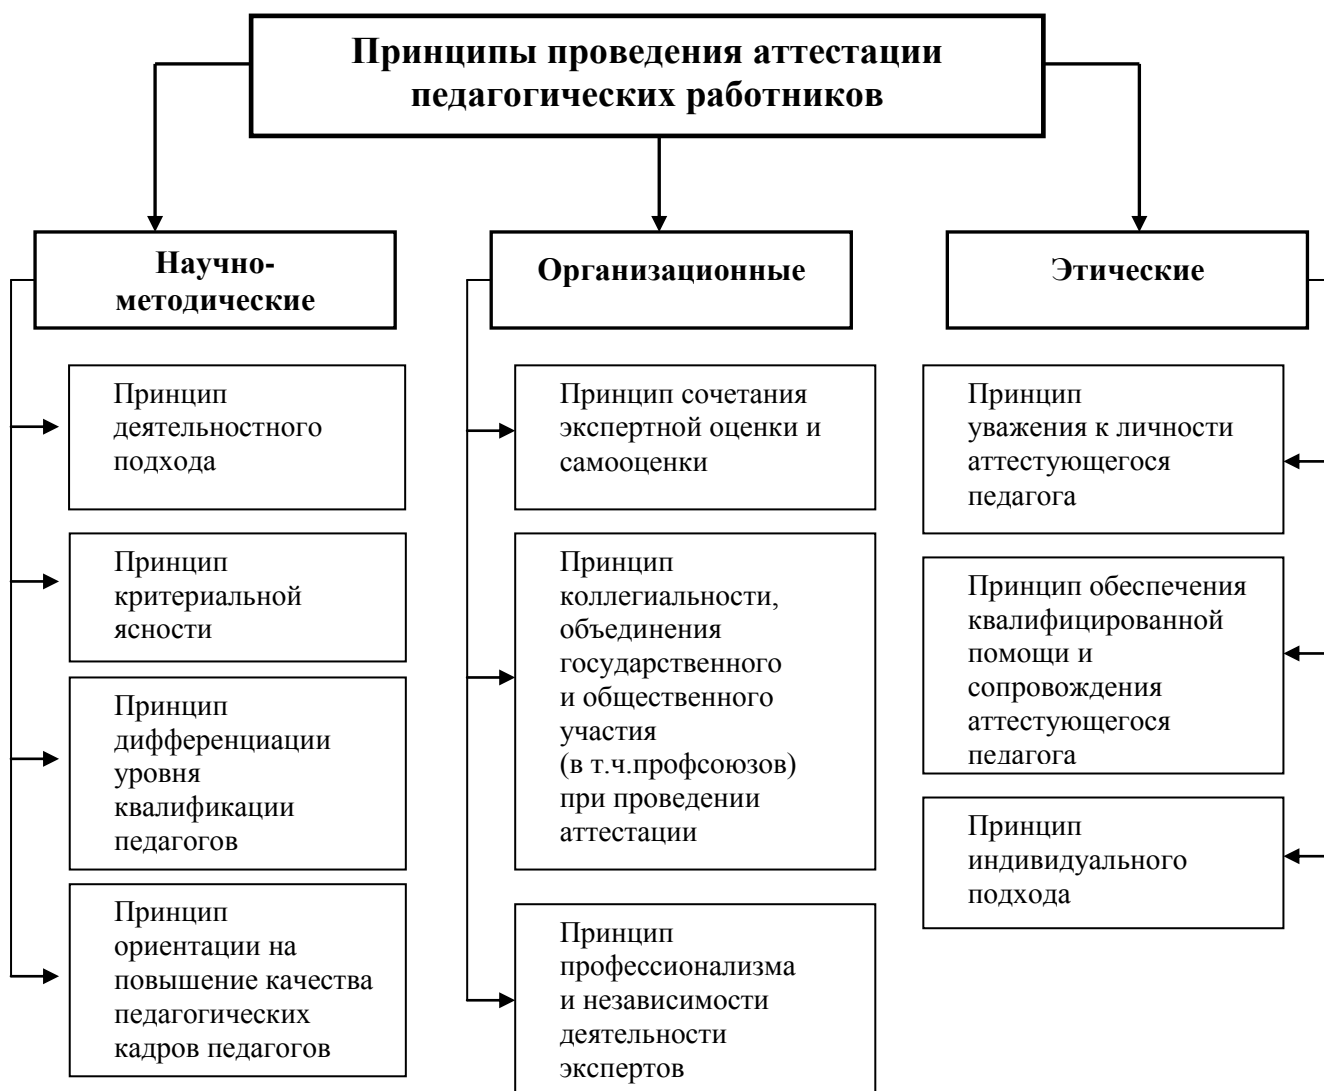 Принципы проведения аттестации
педагогических работников
Научно-
методические
Принцип
деятельностного
подхода
Принцип
критериальной
ясности
Принцип
дифференциации
уровня
квалификации
педагогов
Принцип
ориентации на
повышение качества
педагогических
кадров педагогов
Организационные
Принцип сочетания
экспертной оценки и
самооценки
Принцип
коллегиальности,
объединения
государственного
и общественного
участия
(в т.ч.профсоюзов)
при проведении
аттестации
Принцип
профессионализма
и независимости
деятельности
экспертов
Этические
Принцип
уважения к личности
аттестующегося
педагога
Принцип обеспечения
квалифицированной
помощи и
сопровождения
аттестующегося
педагога
Принцип
индивидуального
подхода